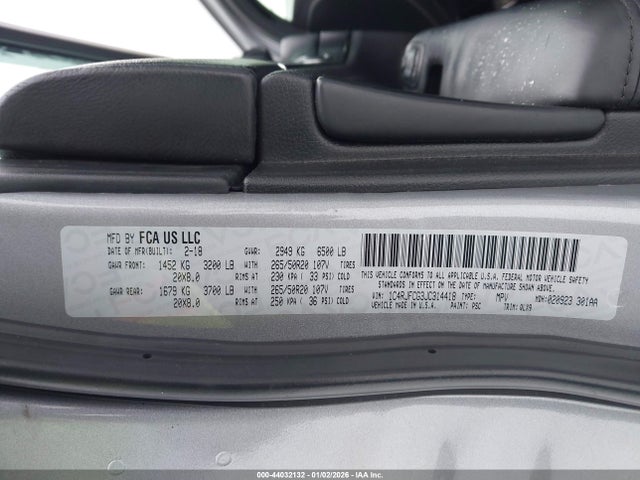 MFD BY FCA US LLC
DATE OF MFR(BUILT): 2-18 GVWR: 2949 KG 6500 LB
GAWR FRONT: 1452 KG 3200 LB WITH 265/50R20 107V TIRES
20X8.0 RIMS AT 230 KPA ( 33 PSI) COLD
GAWR REAR: 1679 KG 3700 LB WITH 265/50R20 107V TIRES
20X8.0 RIMS AT 250 KPA ( 36 PSI) COLD
THIS VEHICLE CONFORMS TO ALL APPLICABLE U.S.A. FEDERAL MOTOR VEHICLE SAFETY
STANDARDS IN EFFECT ON THE DATE OF MANUFACTURE SHOWN ABOVE.
VIN: 1C4RJFCG3JC314418 TYPE: MPV MDH: 020923 301AA
VEHICLE MADE IN U.S.A. PAINT: PSC TRIM: QLX9
000-44032132 - 01/02/2026 - IAA Inc.